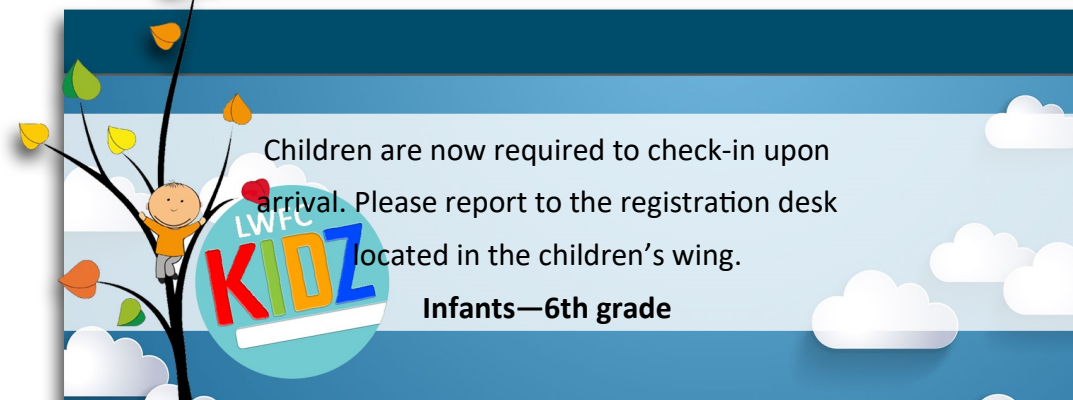 Children are now required to check-in upon
arrival. Please report to the registration desk
located in the children’s wing.
Infants—6th grade
LWFC
KIDZ